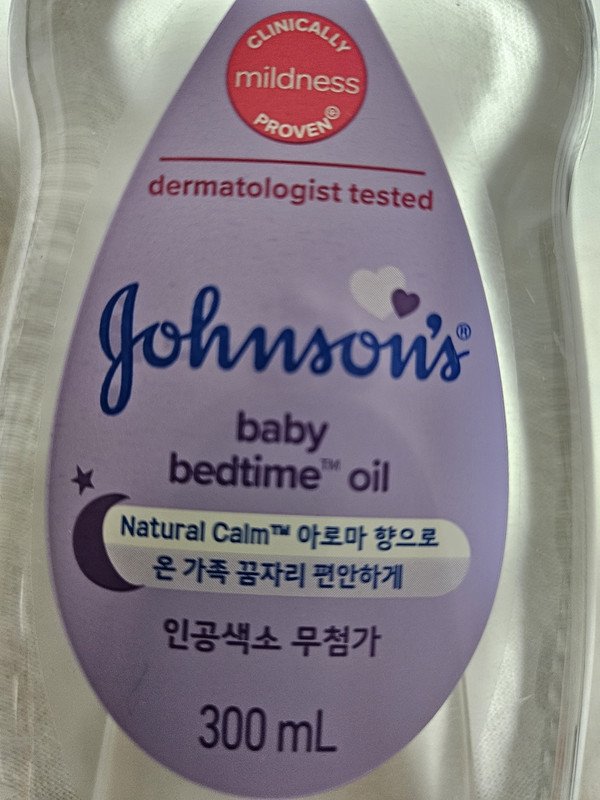 CLINICALLY
mildness
PROVEN®
dermatologist tested
Johnson's®
baby
bedtime™ oil
Natural Calm™ 아로마 향으로
온 가족 꿈자리 편안하게
인공색소 무첨가
300 mL